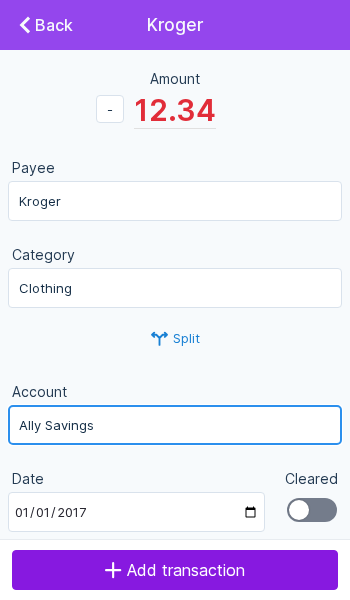 Back
Kroger
Amount
-
12.34
Payee
Kroger
Category
Clothing
Split
Account
Ally Savings
Date
Cleared
01/01/2017
Add transaction